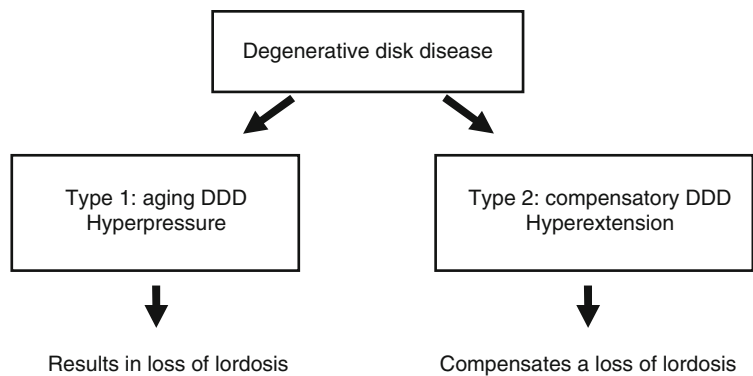 Degenerative disk disease
Type 1: aging DDD
Hyperpressure
Type 2: compensatory DDD
Hyperextension
Results in loss of lordosis
Compensates a loss of lordosis